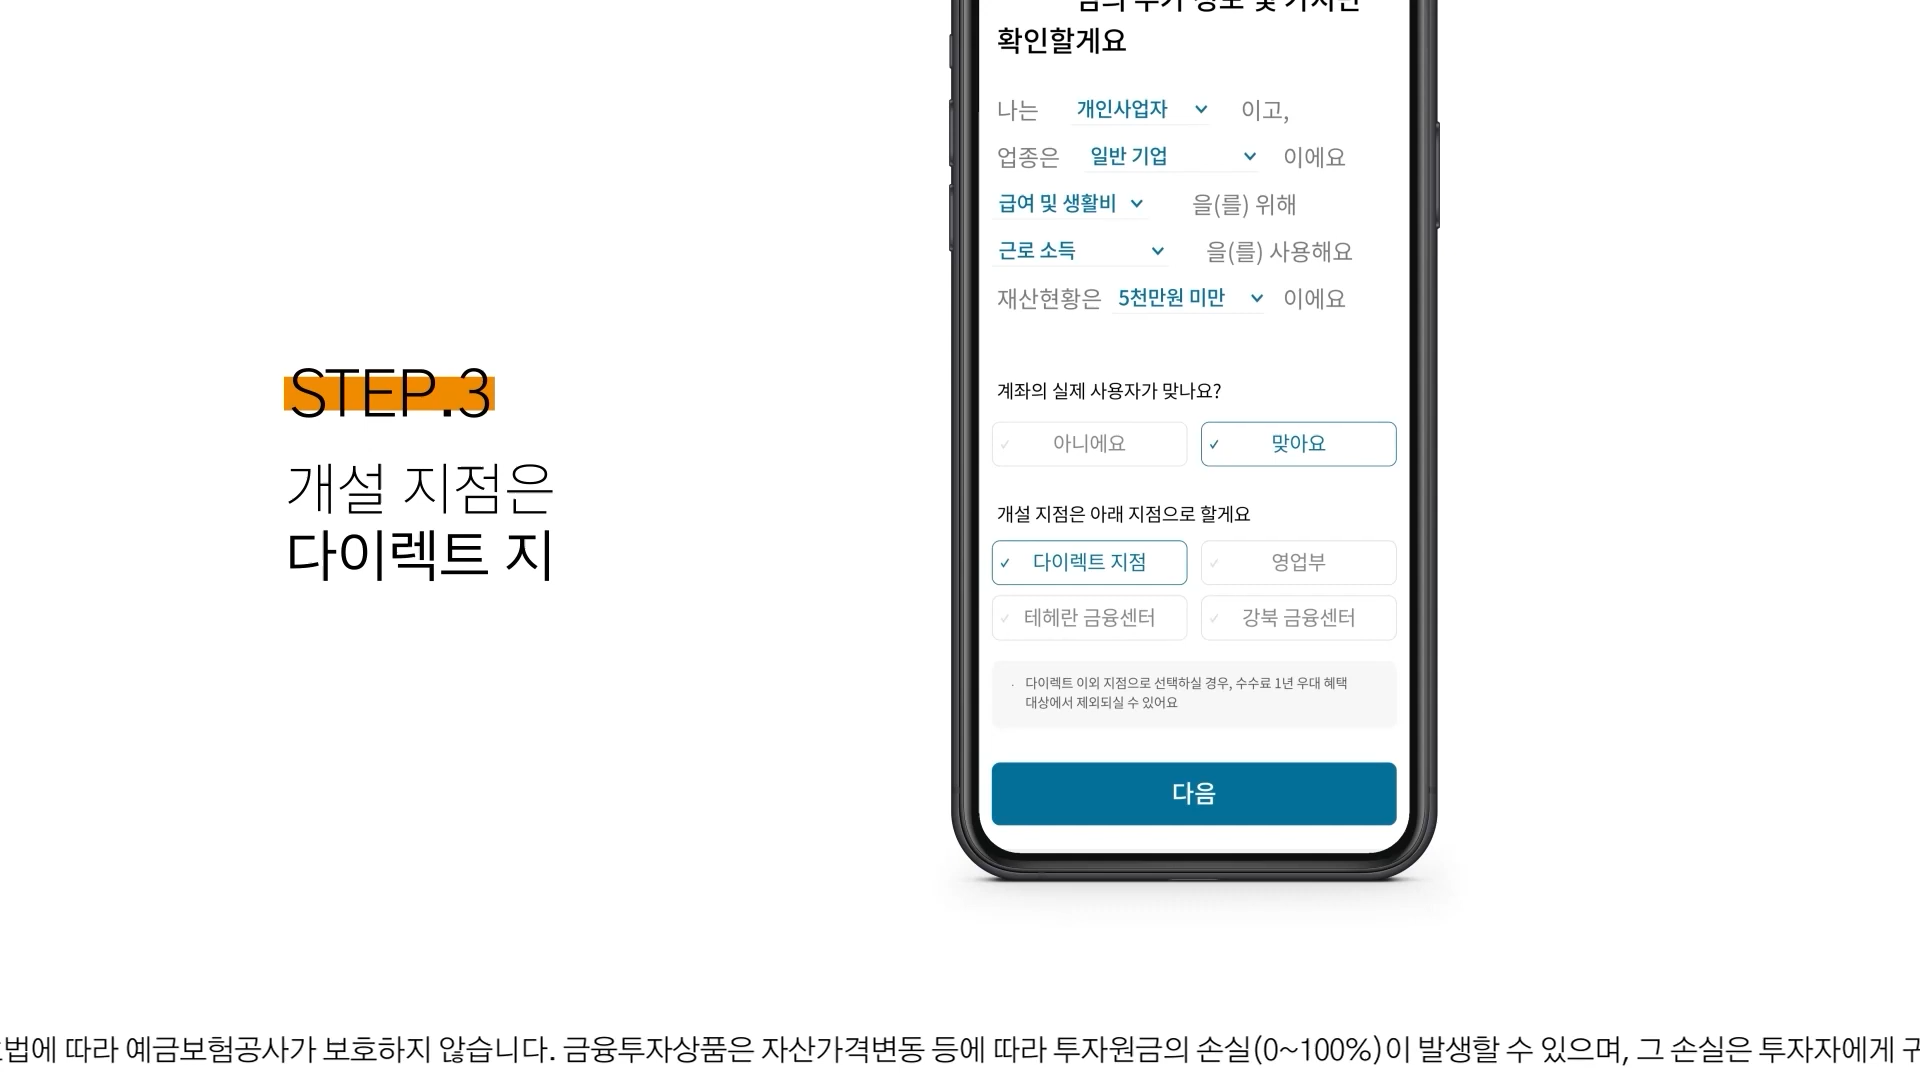 STEP.3
개설 지점은
다이렉트 지
확인할게요
나는 개인사업자 이고,
업종은 일반 기업 이에요
급여 및 생활비 을(를) 위해
근로 소득 을(를) 사용해요
재산현황은 5천만원 미만 이에요
계좌의 실제 사용자가 맞나요?
아니에요 맞아요
개설 지점은 아래 지점으로 할게요
다이렉트 지점 영업부
테헤란 금융센터 강북 금융센터
· 다이렉트 이외 지점으로 선택하실 경우, 수수료 1년 우대 혜택
대상에서 제외되실 수 있어요
다음
법에 따라 예금보험공사가 보호하지 않습니다. 금융투자상품은 자산가격변동 등에 따라 투자원금의 손실(0~100%)이 발생할 수 있으며, 그 손실은 투자자에게